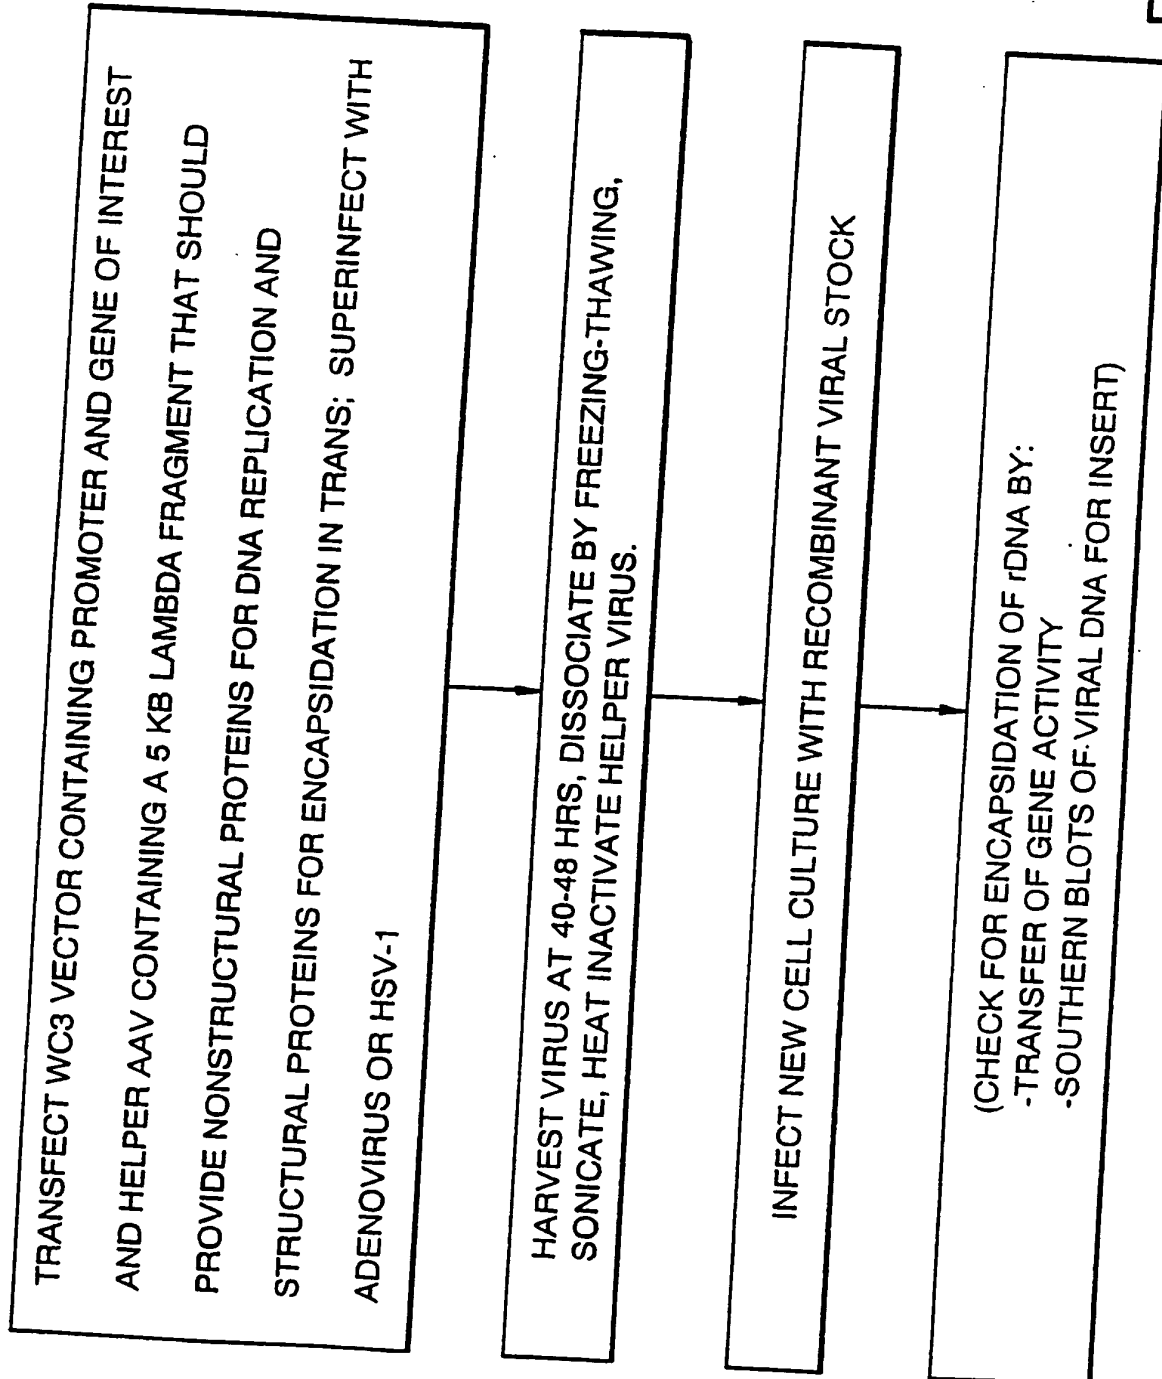 TRANSFECT WC3 VECTOR CONTAINING PROMOTER AND GENE OF INTEREST
AND HELPER AAV CONTAINING A 5 KB LAMBDA FRAGMENT THAT SHOULD
PROVIDE NONSTRUCTURAL PROTEINS FOR DNA REPLICATION AND
STRUCTURAL PROTEINS FOR ENCAPSIDATION IN TRANS; SUPERINFECT WITH
ADENOVIRUS OR HSV-1
HARVEST VIRUS AT 40-48 HRS, DISSOCIATE BY FREEZING-THAWING,
SONICATE, HEAT INACTIVATE HELPER VIRUS.
INFECT NEW CELL CULTURE WITH RECOMBINANT VIRAL STOCK
(CHECK FOR ENCAPSIDATION OF rDNA BY:
-TRANSFER OF GENE ACTIVITY
-SOUTHERN BLOTS OF VIRAL DNA FOR INSERT)